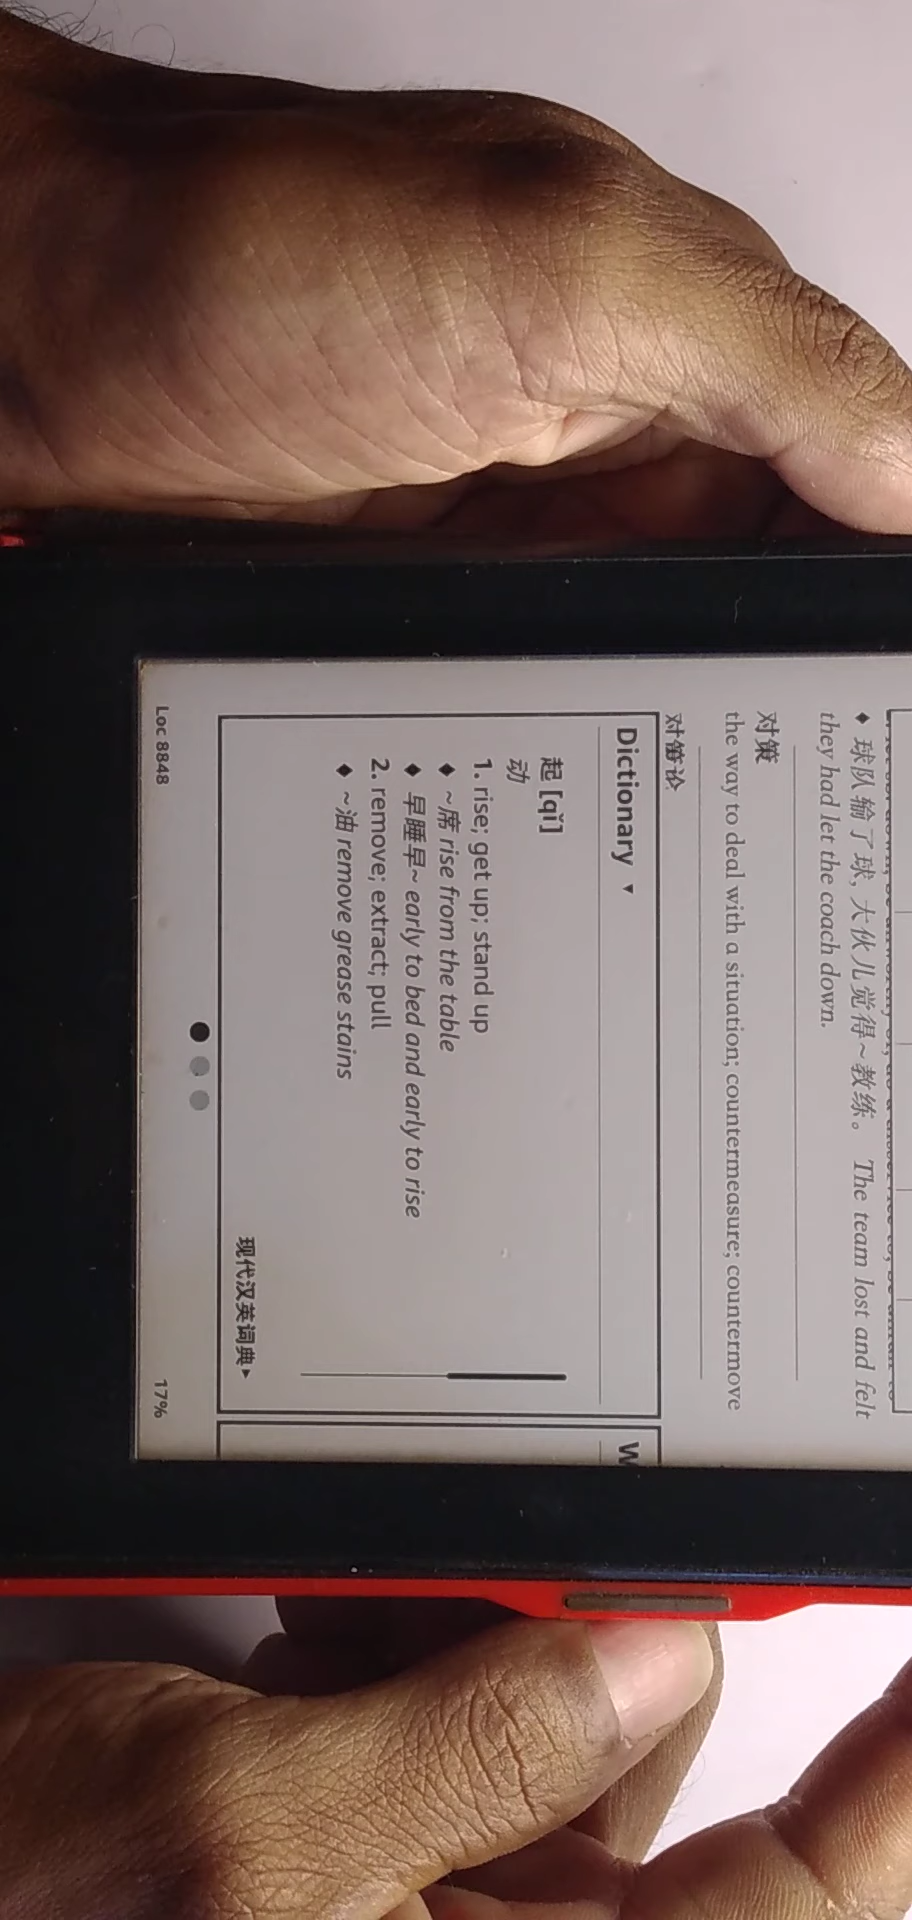 ◆ 球队输了球, 大伙儿觉得~教练。 The team lost and felt
they had let the coach down.
对策
the way to deal with a situation; countermeasure; countermove
Dictionary ▼
W
起 [qǐ]
动
1. rise; get up; stand up
◆ ~席 rise from the table
◆ 早睡早~ early to bed and early to rise
2. remove; extract; pull
◆ ~油 remove grease stains
现代汉英词典▸
Loc 8848
17%